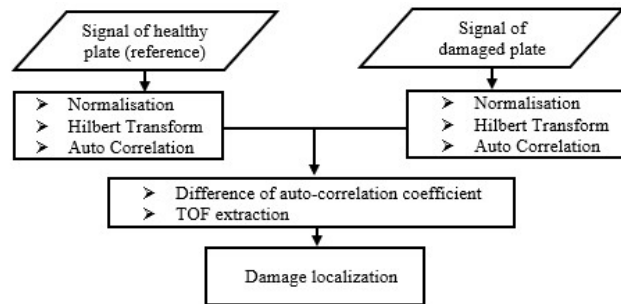 Signal of healthy
plate (reference)
Signal of
damaged plate
➤ Normalisation
➤ Hilbert Transform
➤ Auto Correlation
➤ Normalisation
➤ Hilbert Transform
➤ Auto Correlation
➤ Difference of auto-correlation coefficient
➤ TOF extraction
Damage localization